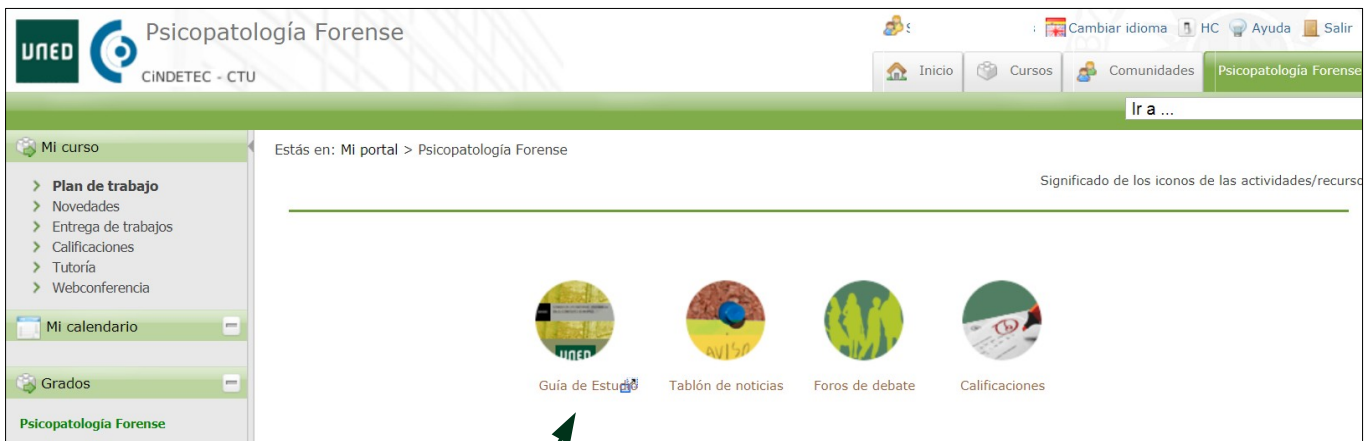 UNED
Psicopatología Forense
CiNDETEC - CTU
S : Cambiar idioma HC Ayuda Salir
Inicio Cursos Comunidades Psicopatología Forense
Ir a ...
Mi curso
Plan de trabajo
Novedades
Entrega de trabajos
Calificaciones
Tutoría
Webconferencia
Mi calendario
Grados
Psicopatología Forense
Estás en: Mi portal > Psicopatología Forense
Significado de los iconos de las actividades/recurso
UNED
AVISO
Guía de Estudio Tablón de noticias Foros de debate Calificaciones